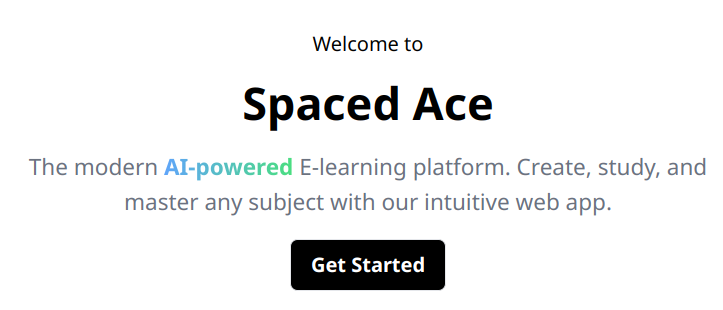 Welcome to
Spaced Ace
The modern AI-powered E-learning platform. Create, study, and
master any subject with our intuitive web app.
Get Started